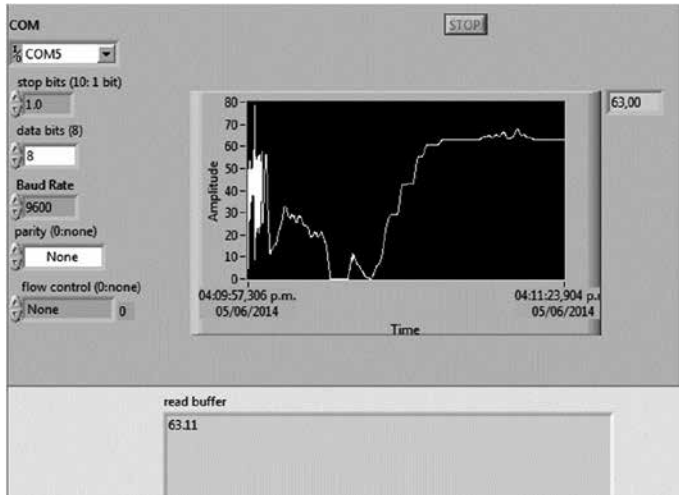 COM
STOP
COM5
stop bits (10: 1 bit)
1.0
data bits (8)
8
Baud Rate
9600
parity (0:none)
None
flow control (0:none)
None 0
63,00
Amplitude
80
70
60
50
40
30
20
10
0
04:09:57,306 p.m.
05/06/2014
04:11:23,904 p.
05/06/2014
Time
read buffer
63.11